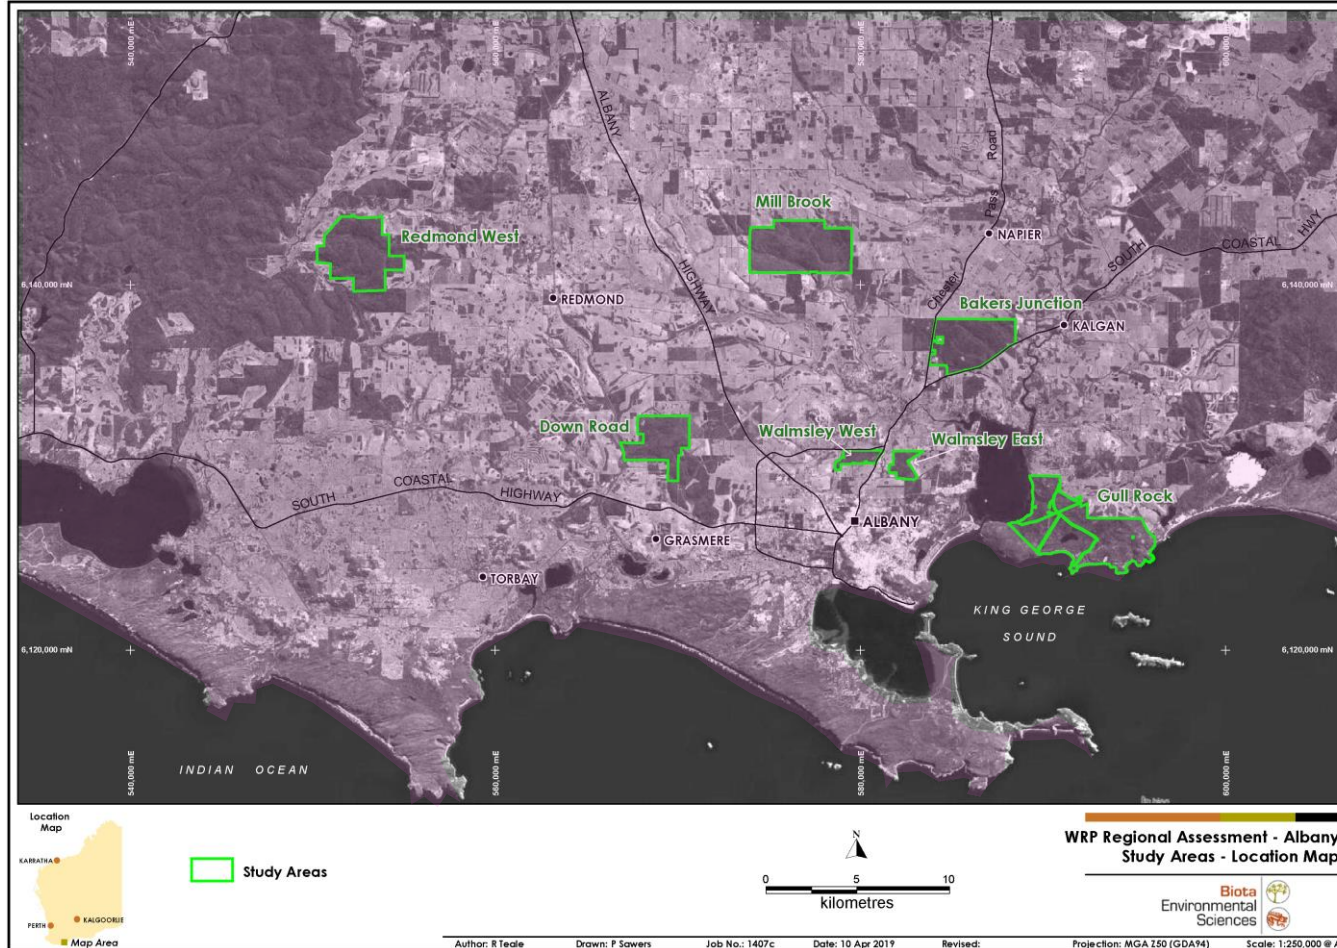 540,000 mE
560,000 mE
580,000 mE
600,000 mE
ALBANY
HIGHWAY
Chester
Pass
Road
Mill Brook
Redmond West
NAPIER
SOUTH
COASTAL
HWY
6,140,000 mN
6,140,000 mN
REDMOND
Bakers Junction
KALGAN
Down Road
Walmsley West
Walmsley East
SOUTH
COASTAL
HIGHWAY
Gull Rock
ALBANY
GRASMERE
TORBAY
KING GEORGE
SOUND
6,120,000 mN
6,120,000 mN
INDIAN OCEAN
540,000 mE
560,000 mE
580,000 mE
600,000 mE
Location
Map
KARRATHA
KALGOORLIE
PERTH
Map Area
Study Areas
N
0 5 10
kilometres
WRP Regional Assessment - Albany
Study Areas - Location Map
Biota
Environmental
Sciences
Author: R Teale Drawn: P Sawers Job No.: 1407c Date: 10 Apr 2019 Revised: Projection: MGA Z50 (GDA94) Scale: 1:250,000 @ A